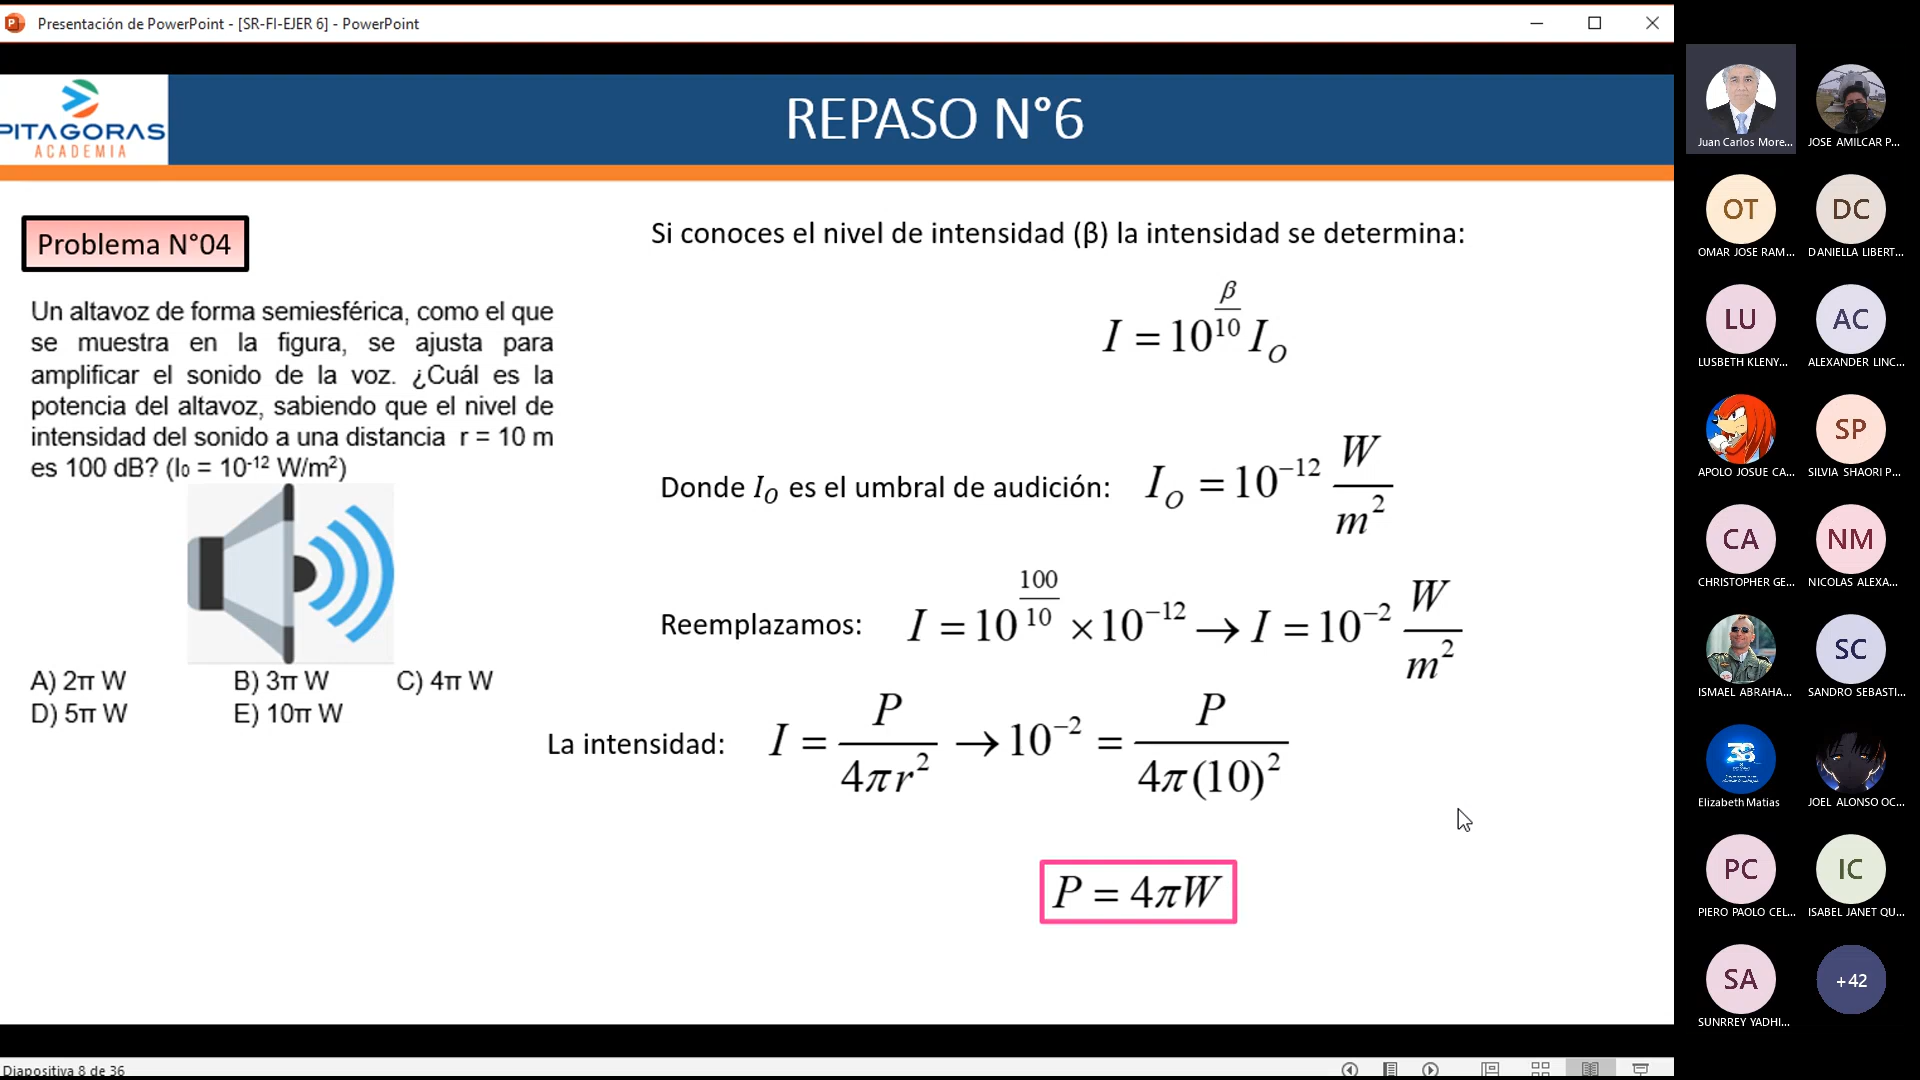 Presentación de PowerPoint - [SR-FI-EJER 6] - PowerPoint
PITAGORAS
ACADEMIA
REPASO N°6
Problema N°04
Un altavoz de forma semiesférica, como el que
se muestra en la figura, se ajusta para
amplificar el sonido de la voz. ¿Cuál es la
potencia del altavoz, sabiendo que el nivel de
intensidad del sonido a una distancia r = 10 m
es 100 dB? (I₀ = 10⁻¹² W/m²)
A) 2π W B) 3π W C) 4π W
D) 5π W E) 10π W
Si conoces el nivel de intensidad (β) la intensidad se determina:
I = 10^(β/10) I_O
Donde I_O es el umbral de audición: I_O = 10⁻¹² W/m²
Reemplazamos: I = 10^(100/10) × 10⁻¹² → I = 10⁻² W/m²
La intensidad: I = P/4πr² → 10⁻² = P/4π(10)²
P = 4πW
Juan Carlos More... JOSE AMILCAR P...
OT DC
OMAR JOSE RAM... DANIELLA LIBERT...
LU AC
LUSBETH KLENY... ALEXANDER LINC...
SP
APOLO JOSUE CA... SILVIA SHAORI P...
CA NM
CHRISTOPHER GE... NICOLAS ALEXA...
SC
ISMAEL ABRAHA... SANDRO SEBASTI...
Elizabeth Matias JOEL ALONSO OC...
PC IC
PIERO PAOLO CEL... ISABEL JANET QU...
SA +42
SUNRREY YADHI...
Diapositiva 8 de 36